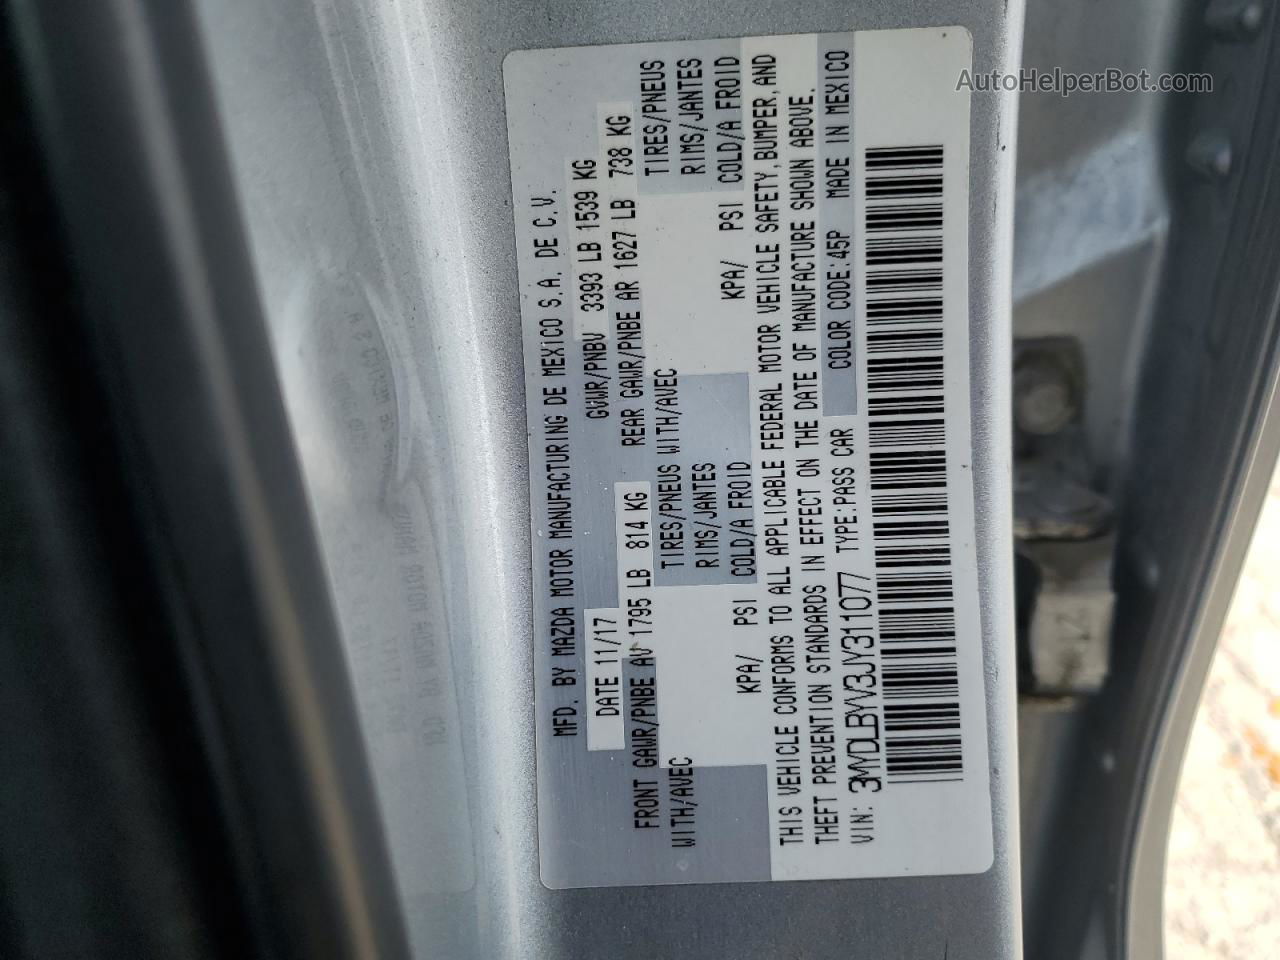 AutoHelperBot.com
MFD. BY MAZDA MOTOR MANUFACTURING DE MEXICO S.A. DE C.V.
DATE 11/17 GVWR/PNBV 3393 LB 1539 KG
FRONT GAWR/PNBE AV 1795 LB 814 KG REAR GAWR/PNBE AR 1627 LB 738 KG
WITH/AVEC TIRES/PNEUS WITH/AVEC TIRES/PNEUS
RIMS/JANTES RIMS/JANTES
KPA/ PSI COLD/A FROID KPA/ PSI COLD/A FROID
THIS VEHICLE CONFORMS TO ALL APPLICABLE FEDERAL MOTOR VEHICLE SAFETY, BUMPER, AND
THEFT PREVENTION STANDARDS IN EFFECT ON THE DATE OF MANUFACTURE SHOWN ABOVE.
VIN: 3MYDLBYV3JY311077 TYPE:PASS CAR COLOR CODE:45P MADE IN MEXICO